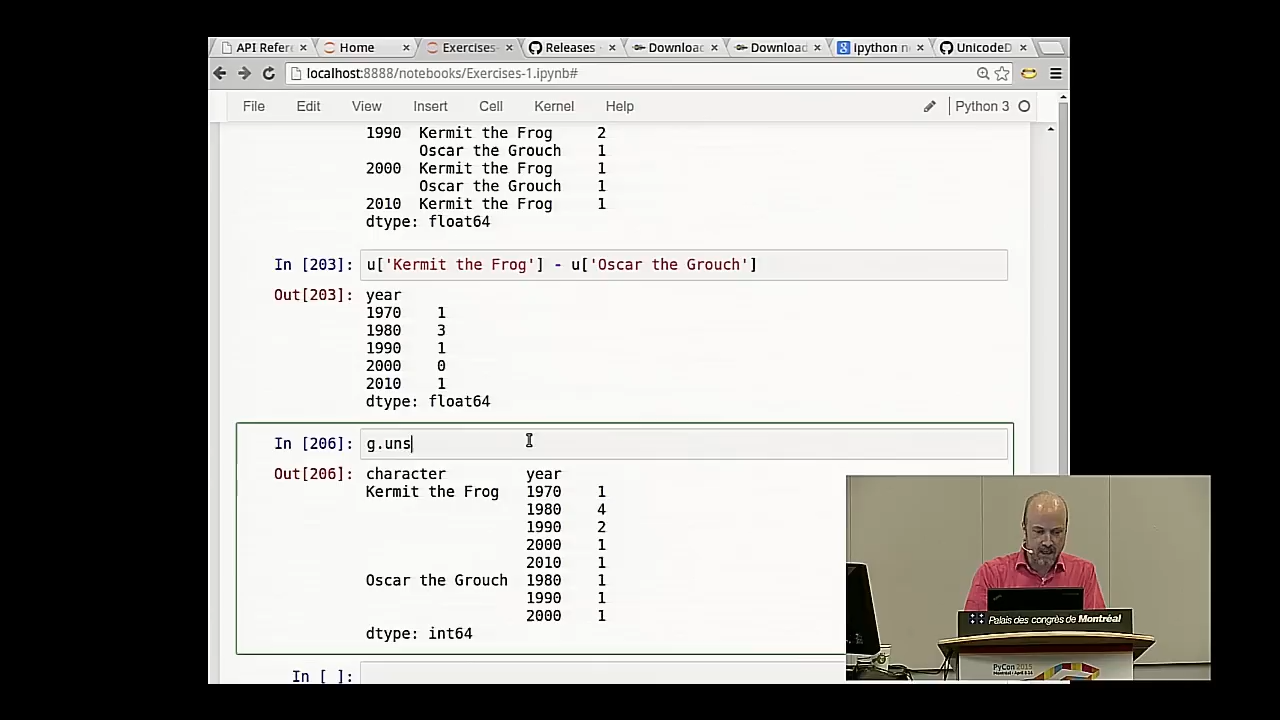 API Refer
Home
Exercises-
Releases
Download
Download
ipython n
UnicodeD
localhost:8888/notebooks/Exercises-1.ipynb#
File Edit View Insert Cell Kernel Help
Python 3
1990 Kermit the Frog 2
Oscar the Grouch 1
2000 Kermit the Frog 1
Oscar the Grouch 1
2010 Kermit the Frog 1
dtype: float64
In [203]: u['Kermit the Frog'] - u['Oscar the Grouch']
Out[203]: year
1970 1
1980 3
1990 1
2000 0
2010 1
dtype: float64
In [206]: g.uns
Out[206]: character year
Kermit the Frog 1970 1
1980 4
1990 2
2000 1
2010 1
Oscar the Grouch 1980 1
1990 1
2000 1
dtype: int64
In [ ]:
Palais des congrès de Montréal
PyCon 2015